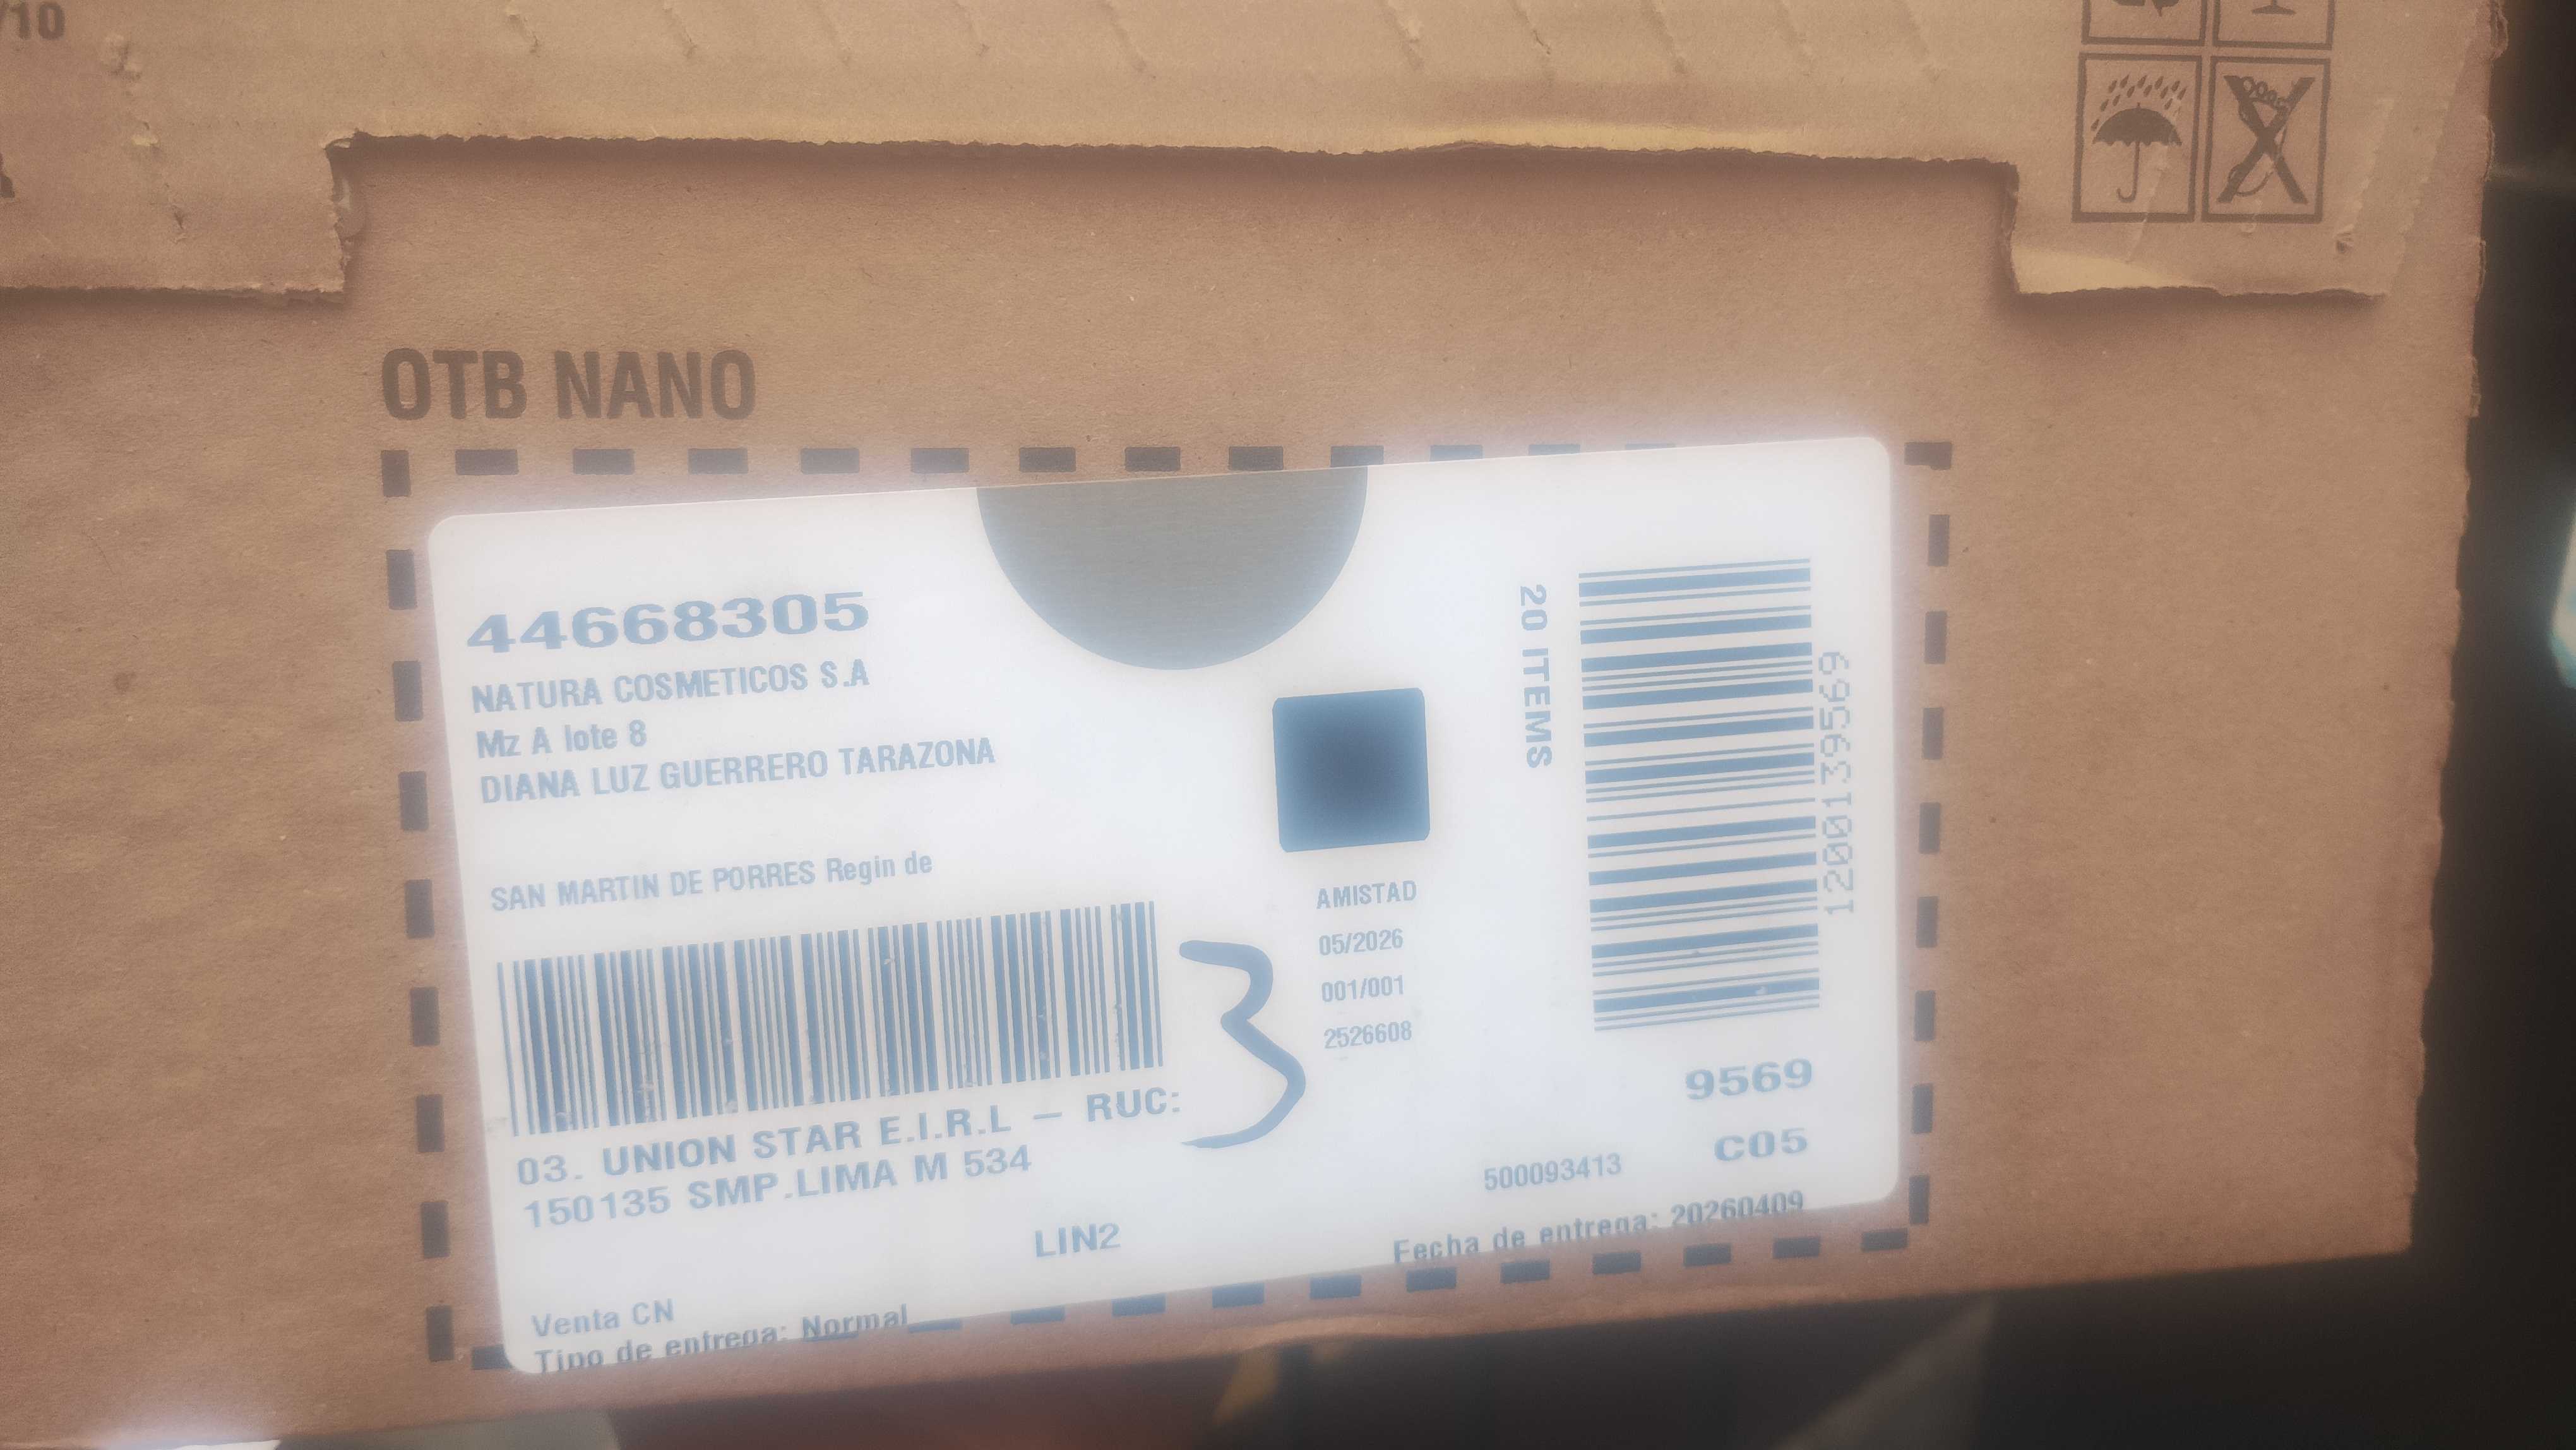 /10
OTB NANO
44668305
NATURA COSMETICOS S.A
Mz A lote 8
DIANA LUZ GUERRERO TARAZONA
SAN MARTIN DE PORRES Regin de
03. UNION STAR E.I.R.L – RUC:
150135 SMP.LIMA M 534
LIN2
Venta CN
Tipo de entrega: Normal
3
AMISTAD
05/2026
001/001
2526608
20 ITEMS
1200139569
9569
C05
500093413
Fecha de entrega: 20260409